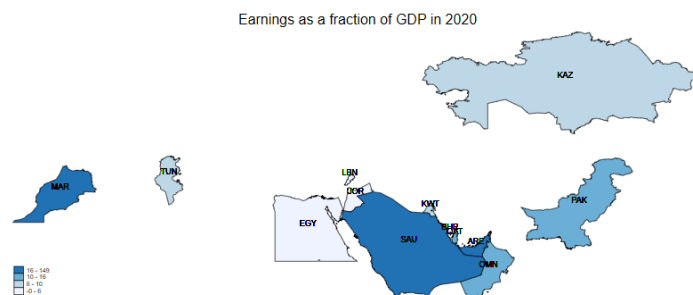 Earnings as a fraction of GDP in 2020
KAZ
LBN
TUN
MAR
JOR
PAK
KWT
EGY
BHR
QAT
SAU
ARE
OMN
16 - 149
10 - 16
6 - 10
-0 - 6